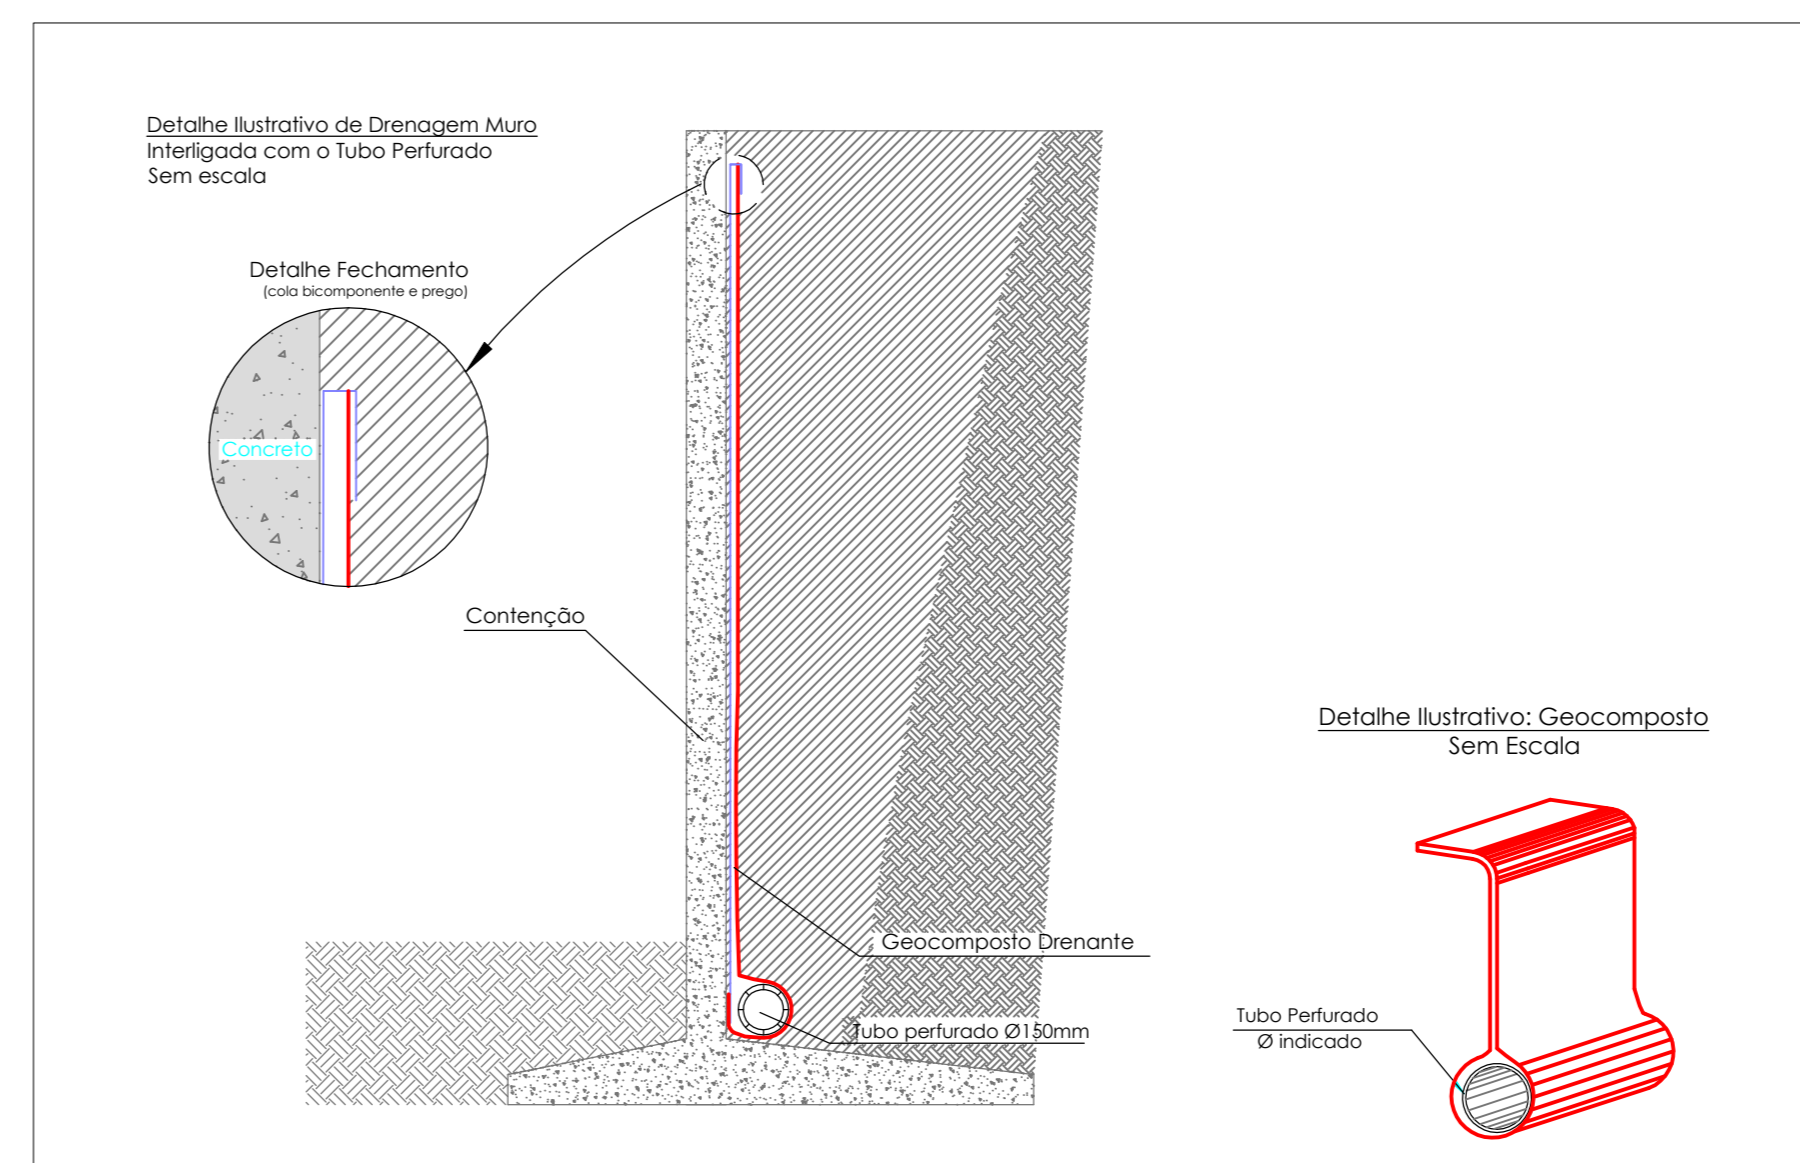 Detalhe Ilustrativo de Drenagem Muro
Interligada com o Tubo Perfurado
Sem escala
Detalhe Fechamento
(cola bicomponente e prego)
Concreto
Contenção
Geocomposto Drenante
Tubo perfurado Ø150mm
Detalhe Ilustrativo: Geocomposto
Sem Escala
Tubo Perfurado
Ø indicado